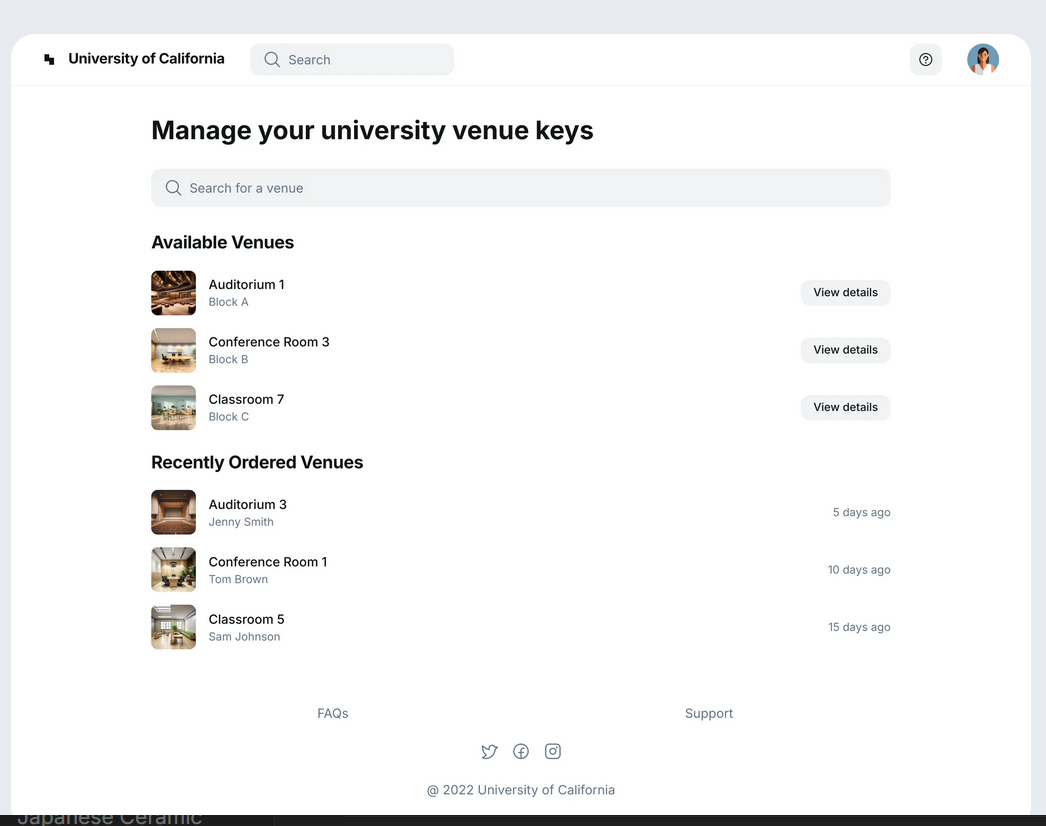 University of California
Search
Manage your university venue keys
Search for a venue
Available Venues
Auditorium 1
Block A
View details
Conference Room 3
Block B
View details
Classroom 7
Block C
View details
Recently Ordered Venues
Auditorium 3
Jenny Smith
5 days ago
Conference Room 1
Tom Brown
10 days ago
Classroom 5
Sam Johnson
15 days ago
FAQs
Support
@ 2022 University of California
Japanese Ceramic